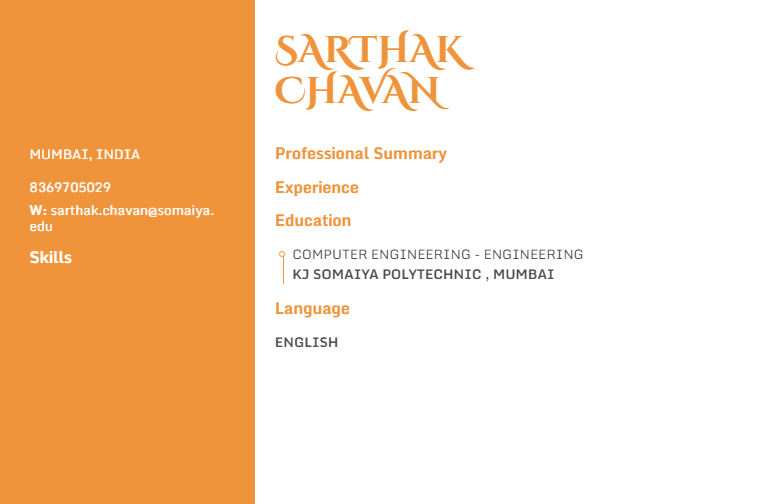 SARTHAK
CHAVAN
MUMBAI, INDIA
8369705029
W: sarthak.chavan@somaiya.
edu
Skills
Professional Summary
Experience
Education
COMPUTER ENGINEERING - ENGINEERING
KJ SOMAIYA POLYTECHNIC , MUMBAI
Language
ENGLISH